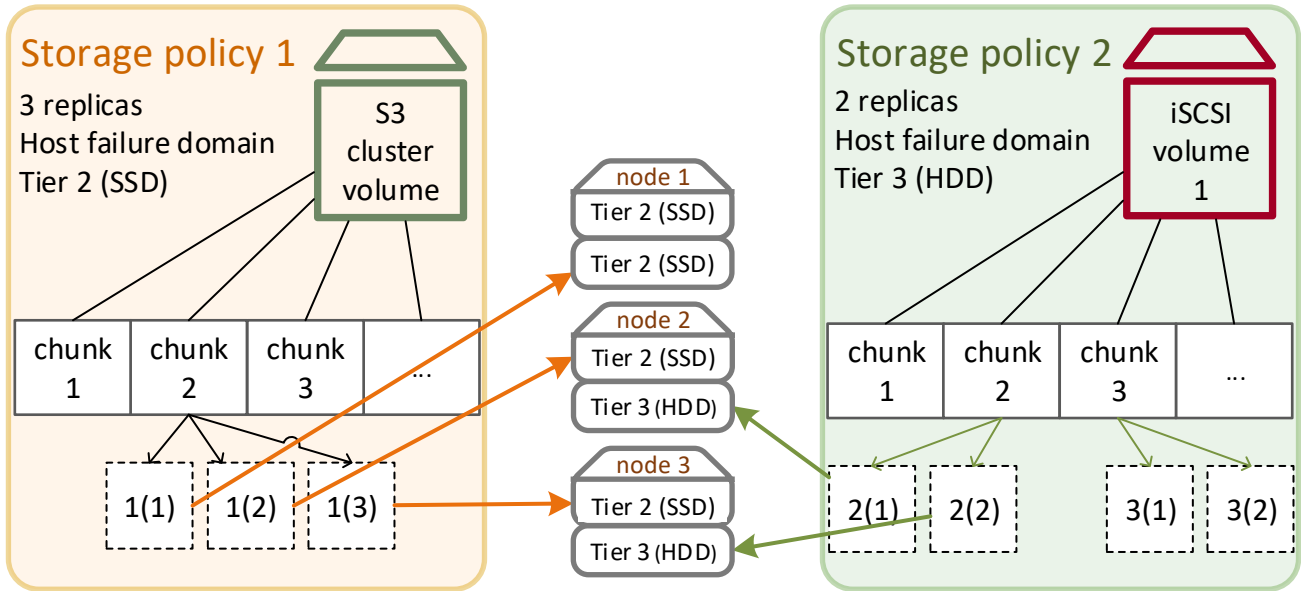 Storage policy 1
3 replicas
Host failure domain
Tier 2 (SSD)
S3
cluster
volume
chunk
1
chunk
2
chunk
3
...
1(1)
1(2)
1(3)
node 1
Tier 2 (SSD)
Tier 2 (SSD)
node 2
Tier 2 (SSD)
Tier 3 (HDD)
node 3
Tier 2 (SSD)
Tier 3 (HDD)
Storage policy 2
2 replicas
Host failure domain
Tier 3 (HDD)
iSCSI
volume
1
chunk
1
chunk
2
chunk
3
...
2(1)
2(2)
3(1)
3(2)